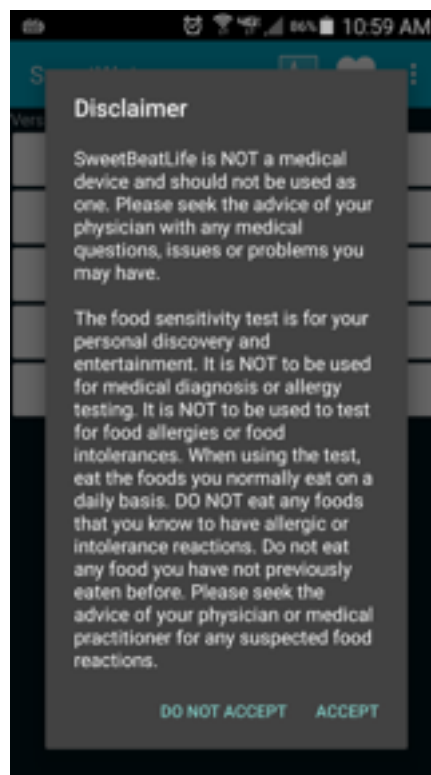 86% 10:59 AM
S
Vers
Disclaimer
SweetBeatLife is NOT a medical
device and should not be used as
one. Please seek the advice of your
physician with any medical
questions, issues or problems you
may have.
The food sensitivity test is for your
personal discovery and
entertainment. It is NOT to be used
for medical diagnosis or allergy
testing. It is NOT to be used to test
for food allergies or food
intolerances. When using the test,
eat the foods you normally eat on a
daily basis. DO NOT eat any foods
that you know to have allergic or
intolerance reactions. Do not eat
any food you have not previously
eaten before. Please seek the
advice of your physician or medical
practitioner for any suspected food
reactions.
DO NOT ACCEPT ACCEPT